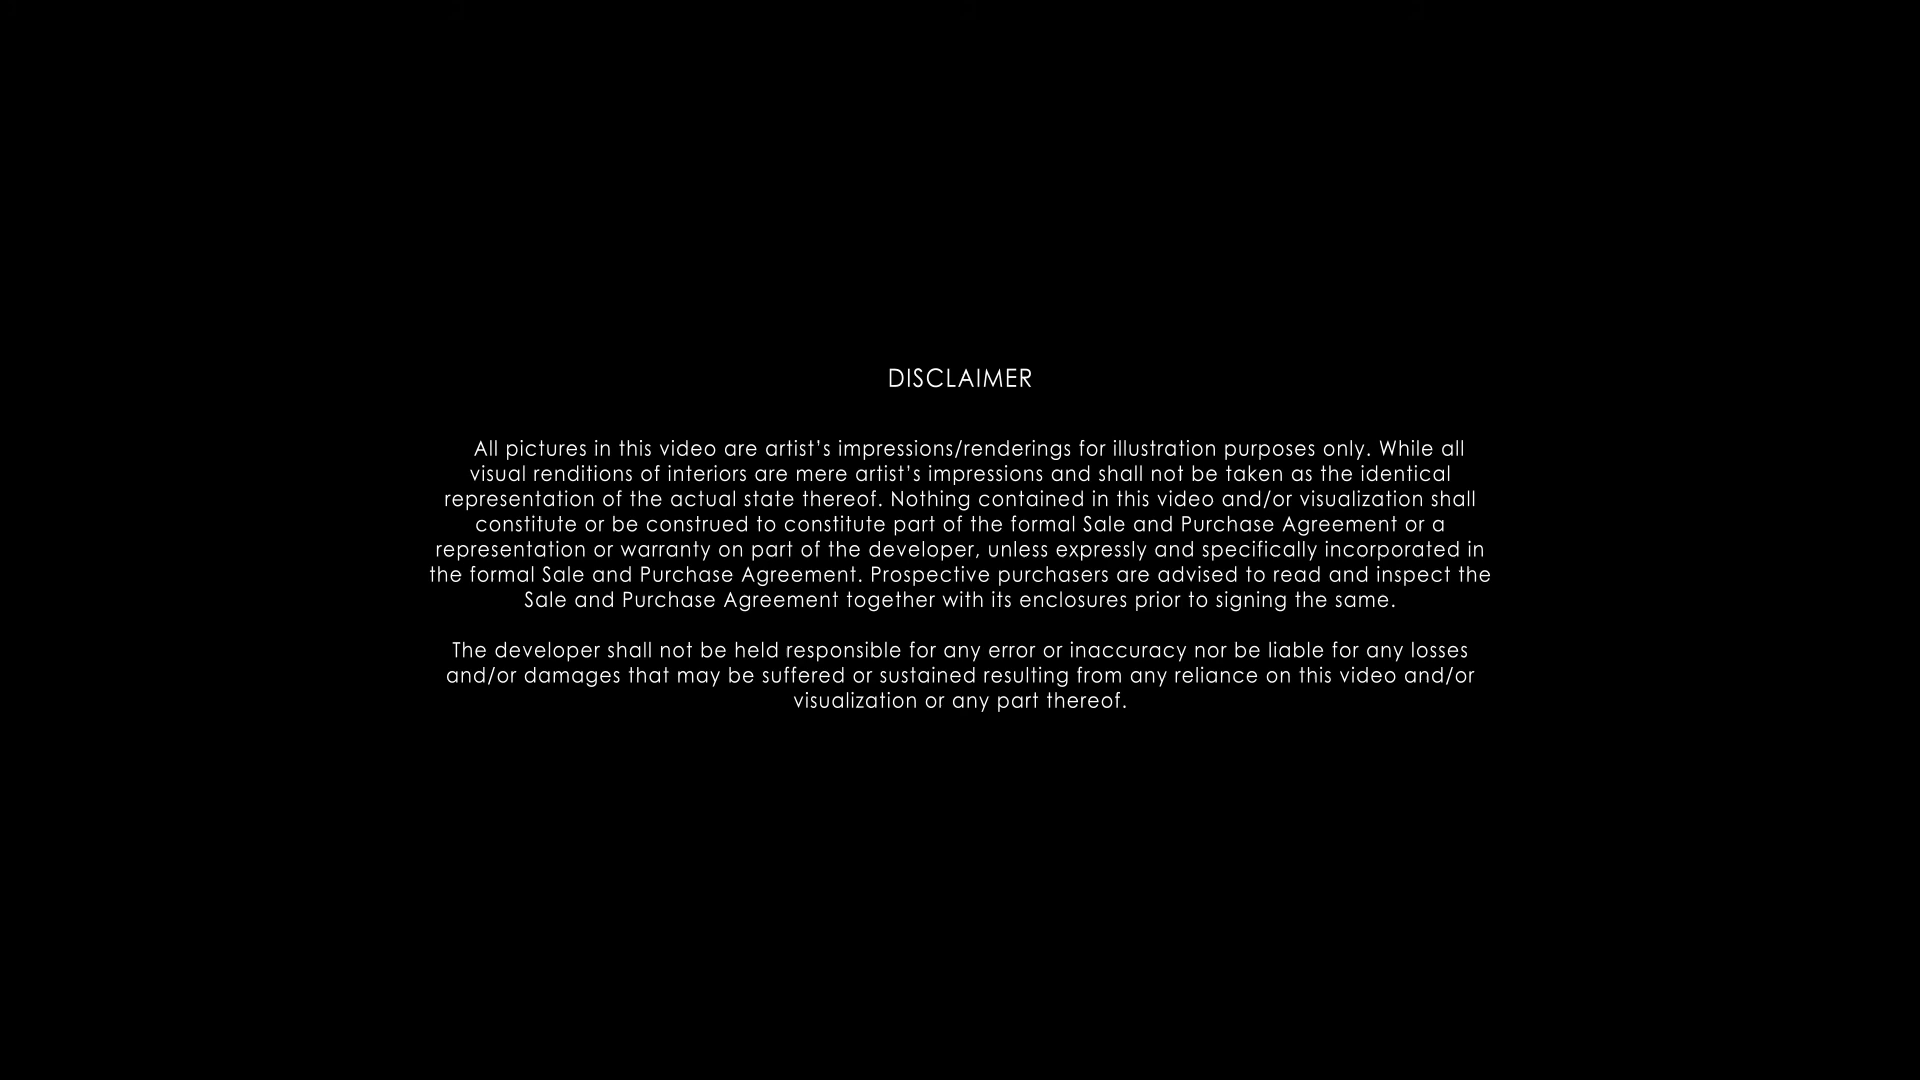 DISCLAIMER
All pictures in this video are artist’s impressions/renderings for illustration purposes only. While all
visual renditions of interiors are mere artist’s impressions and shall not be taken as the identical
representation of the actual state thereof. Nothing contained in this video and/or visualization shall
constitute or be construed to constitute part of the formal Sale and Purchase Agreement or a
representation or warranty on part of the developer, unless expressly and specifically incorporated in
the formal Sale and Purchase Agreement. Prospective purchasers are advised to read and inspect the
Sale and Purchase Agreement together with its enclosures prior to signing the same.
The developer shall not be held responsible for any error or inaccuracy nor be liable for any losses
and/or damages that may be suffered or sustained resulting from any reliance on this video and/or
visualization or any part thereof.